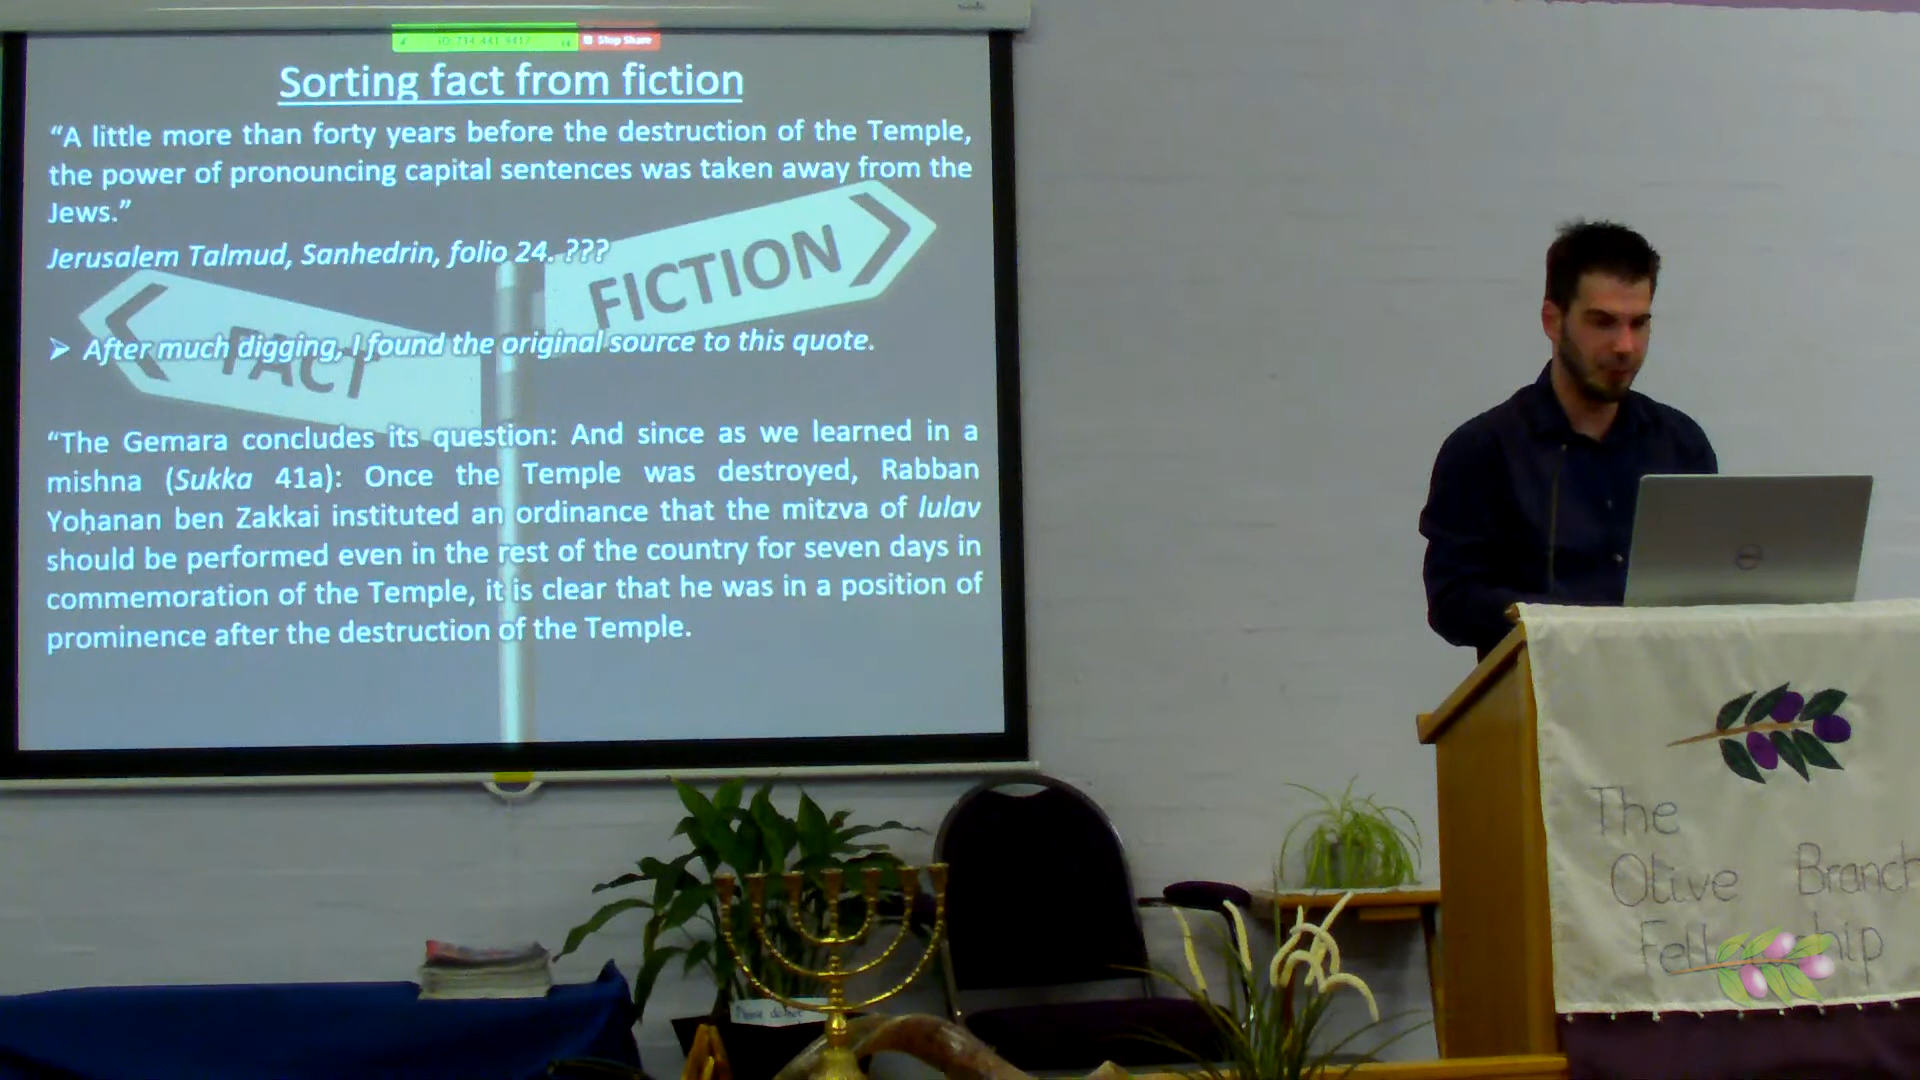 Stop Share
Sorting fact from fiction
“A little more than forty years before the destruction of the Temple,
the power of pronouncing capital sentences was taken away from the
Jews.”
Jerusalem Talmud, Sanhedrin, folio 24. ???
FICTION
FACT
➤ After much digging, I found the original source to this quote.
“The Gemara concludes its question: And since as we learned in a
mishna (Sukka 41a): Once the Temple was destroyed, Rabban
Yoḥanan ben Zakkai instituted an ordinance that the mitzva of lulav
should be performed even in the rest of the country for seven days in
commemoration of the Temple, it is clear that he was in a position of
prominence after the destruction of the Temple.
DELL
The
Olive Branch
Fellowship
Please do not